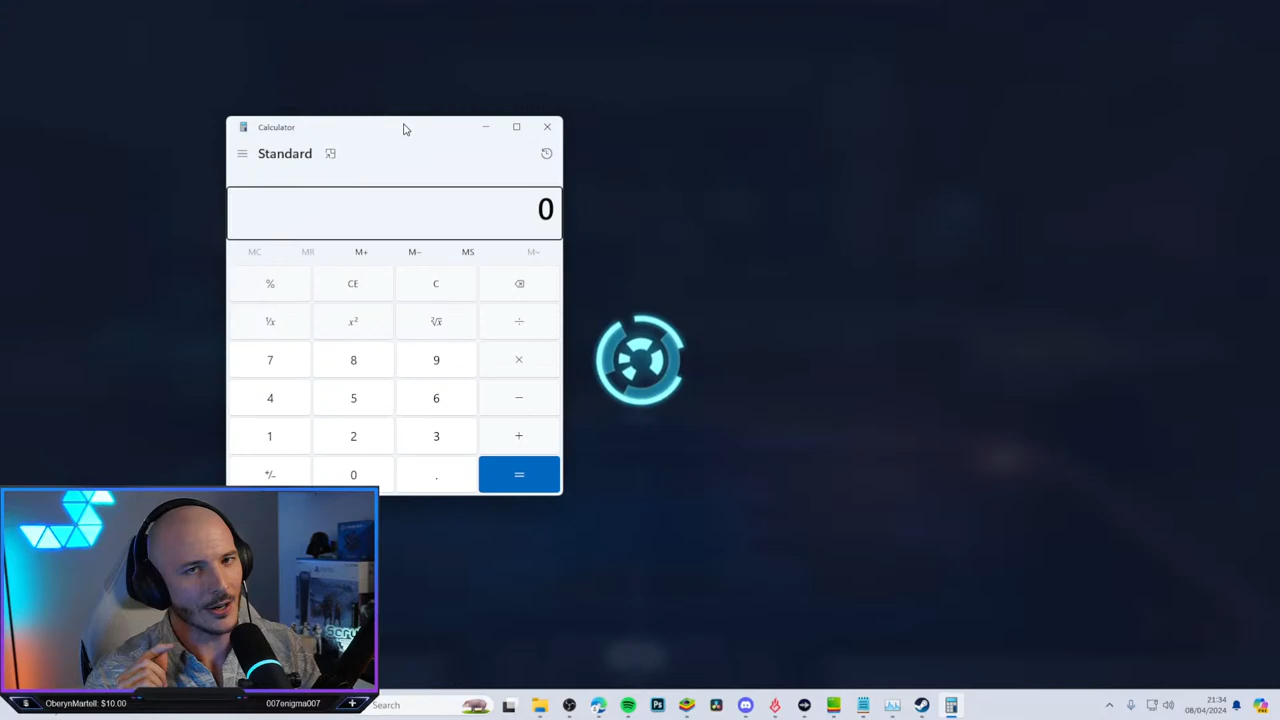 Calculator
Standard
0
MC MR M+ M− MS M˅
% CE C
¹/x x² ²√x ÷
7 8 9 ×
4 5 6 −
1 2 3 +
+/− 0 . =
$ OberynMartell: $10.00 007enigma007 +
Search
Ps
21:34
08/04/2024